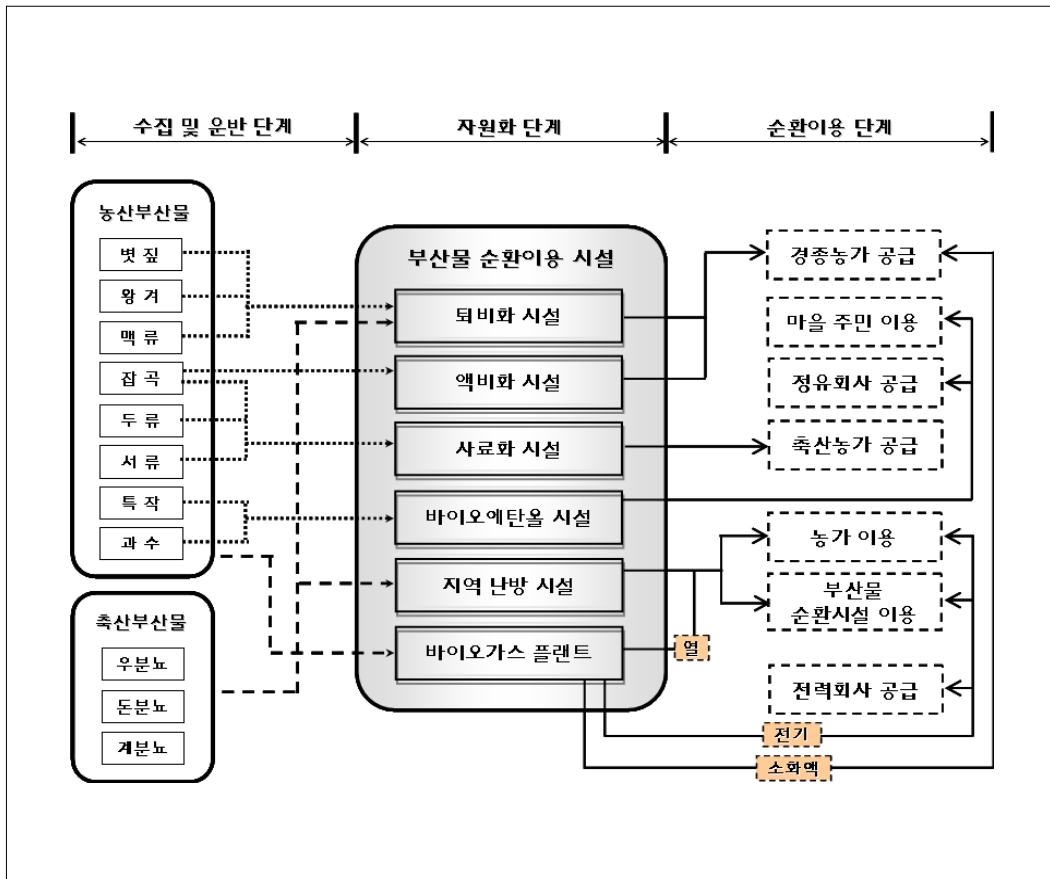 수집 및 운반 단계
자원화 단계
순환이용 단계
농산부산물
볏 짚
왕 겨
맥 류
잡 곡
두 류
서 류
특 작
과 수
축산부산물
우분뇨
돈분뇨
계분뇨
부산물 순환이용 시설
퇴비화 시설
액비화 시설
사료화 시설
바이오에탄올 시설
지역 난방 시설
바이오가스 플랜트
열
전기
소화액
경종농가 공급
마을 주민 이용
정유회사 공급
축산농가 공급
농가 이용
부산물
순환시설 이용
전력회사 공급